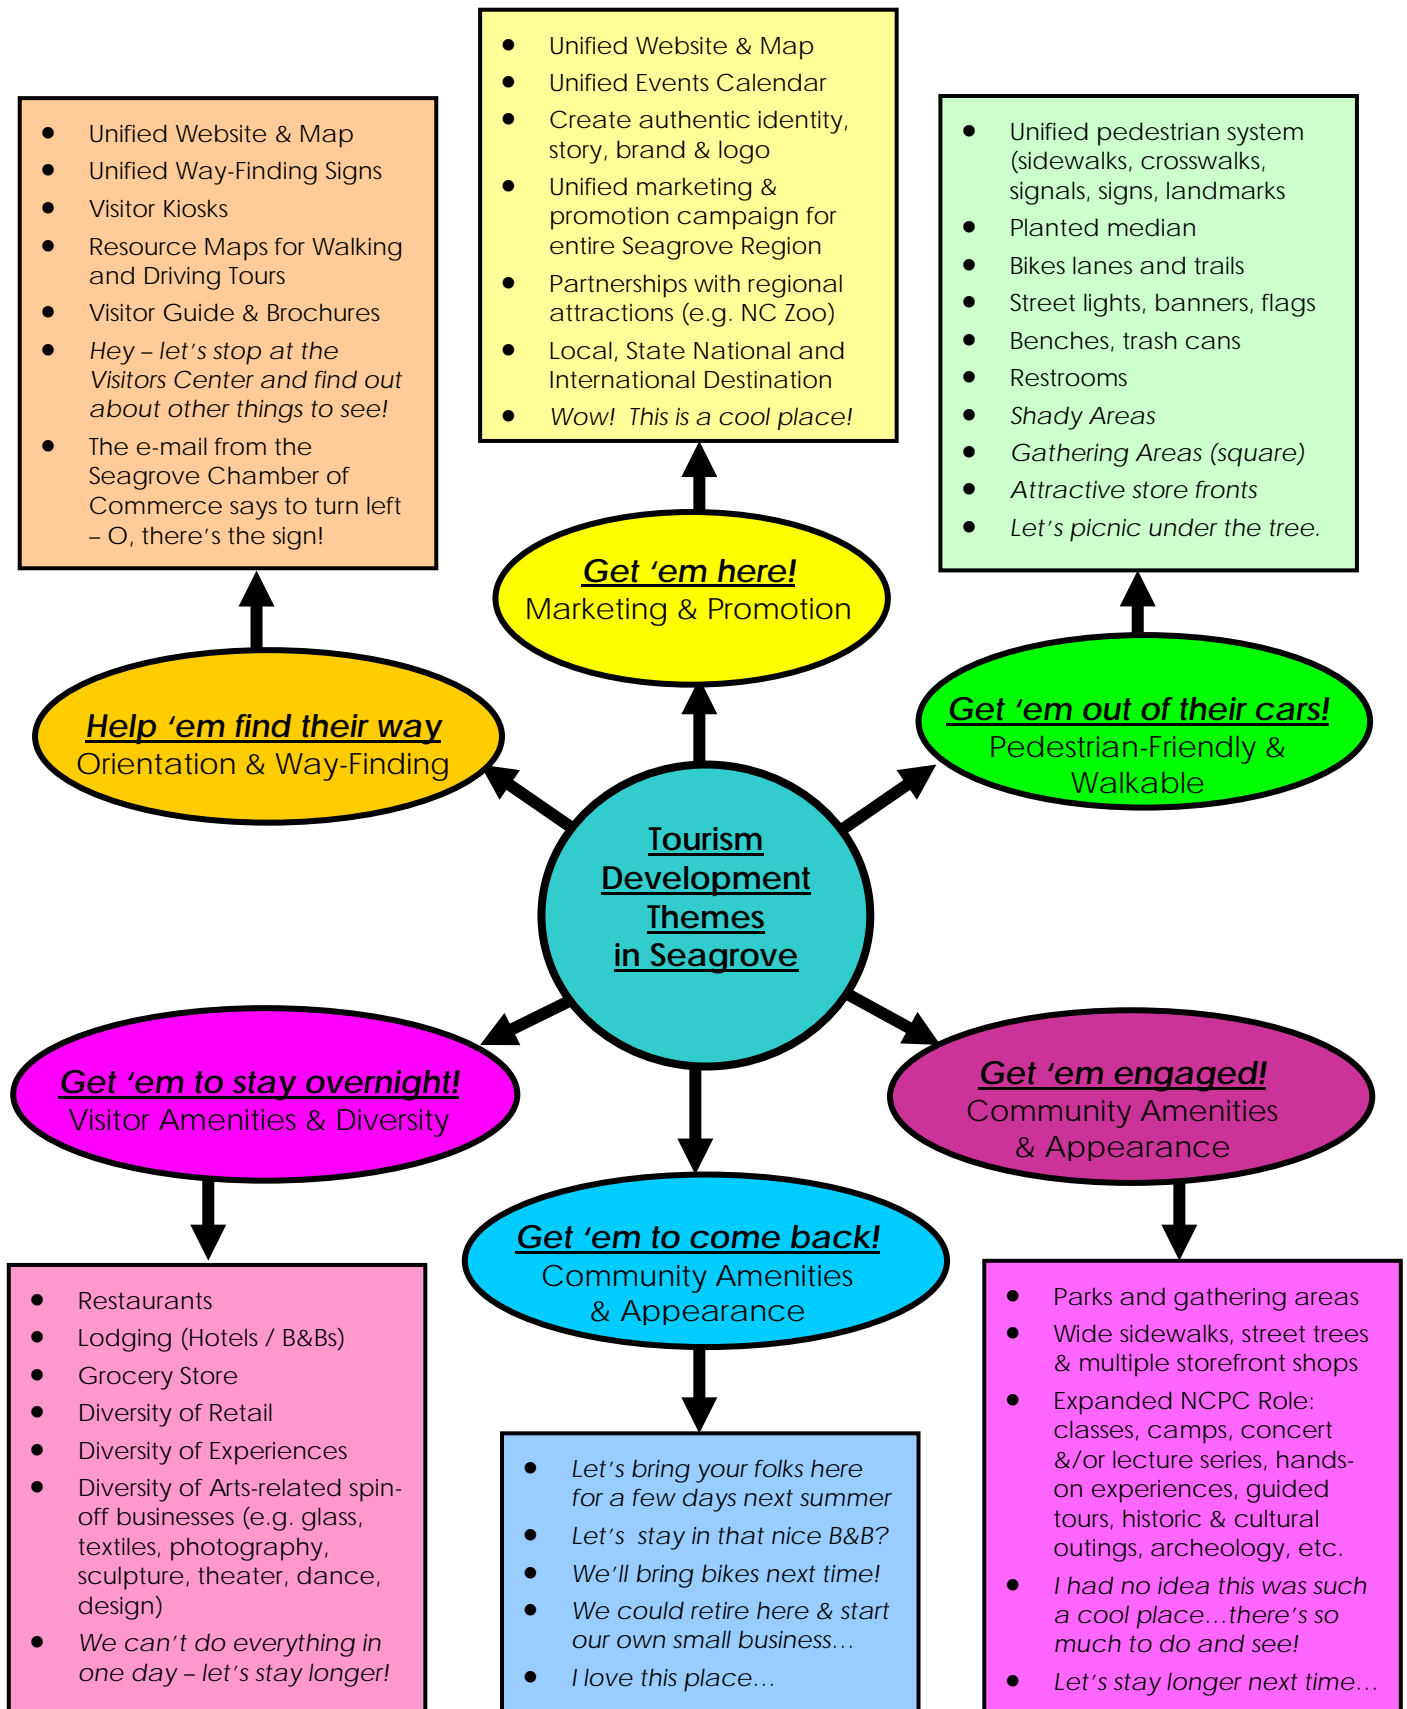 • Unified Website & Map
• Unified Events Calendar
• Create authentic identity,
story, brand & logo
• Unified marketing &
promotion campaign for
entire Seagrove Region
• Partnerships with regional
attractions (e.g. NC Zoo)
• Local, State National and
International Destination
• Wow!  This is a cool place!
• Unified Website & Map
• Unified Way-Finding Signs
• Visitor Kiosks
• Resource Maps for Walking
and Driving Tours
• Visitor Guide & Brochures
• Hey – let’s stop at the
Visitors Center and find out
about other things to see!
• The e-mail from the
Seagrove Chamber of
Commerce says to turn left
– O, there’s the sign!
• Unified pedestrian system
(sidewalks, crosswalks,
signals, signs, landmarks
• Planted median
• Bikes lanes and trails
• Street lights, banners, flags
• Benches, trash cans
• Restrooms
• Shady Areas
• Gathering Areas (square)
• Attractive store fronts
• Let’s picnic under the tree.
Get ‘em here!
Marketing & Promotion
Help ‘em find their way
Orientation & Way-Finding
Get ‘em out of their cars!
Pedestrian-Friendly &
Walkable
Tourism
Development
Themes
in Seagrove
Get ‘em to stay overnight!
Visitor Amenities & Diversity
Get ‘em engaged!
Community Amenities
& Appearance
Get ‘em to come back!
Community Amenities
& Appearance
• Restaurants
• Lodging (Hotels / B&Bs)
• Grocery Store
• Diversity of Retail
• Diversity of Experiences
• Diversity of Arts-related spin-
off businesses (e.g. glass,
textiles, photography,
sculpture, theater, dance,
design)
• We can’t do everything in
one day – let’s stay longer!
• Let’s bring your folks here
for a few days next summer
• Let’s  stay in that nice B&B?
• We’ll bring bikes next time!
• We could retire here & start
our own small business…
• I love this place…
• Parks and gathering areas
• Wide sidewalks, street trees
& multiple storefront shops
• Expanded NCPC Role:
classes, camps, concert
&/or lecture series, hands-
on experiences, guided
tours, historic & cultural
outings, archeology, etc.
• I had no idea this was such
a cool place…there’s so
much to do and see!
• Let’s stay longer next time…